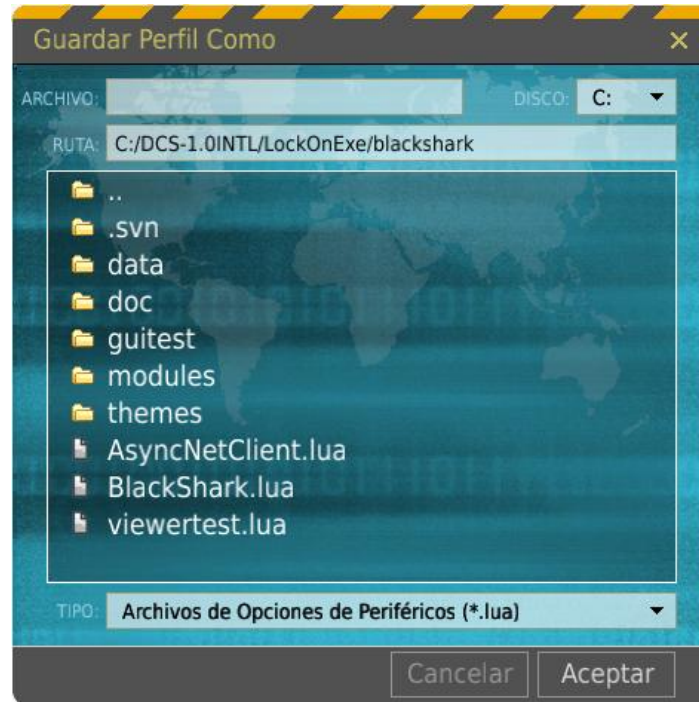 Guardar Perfil Como
ARCHIVO: DISCO: C:
RUTA: C:/DCS-1.0INTL/LockOnExe/blackshark
..
.svn
data
doc
guitest
modules
themes
AsyncNetClient.lua
BlackShark.lua
viewertest.lua
TIPO: Archivos de Opciones de Periféricos (*.lua)
Cancelar Aceptar